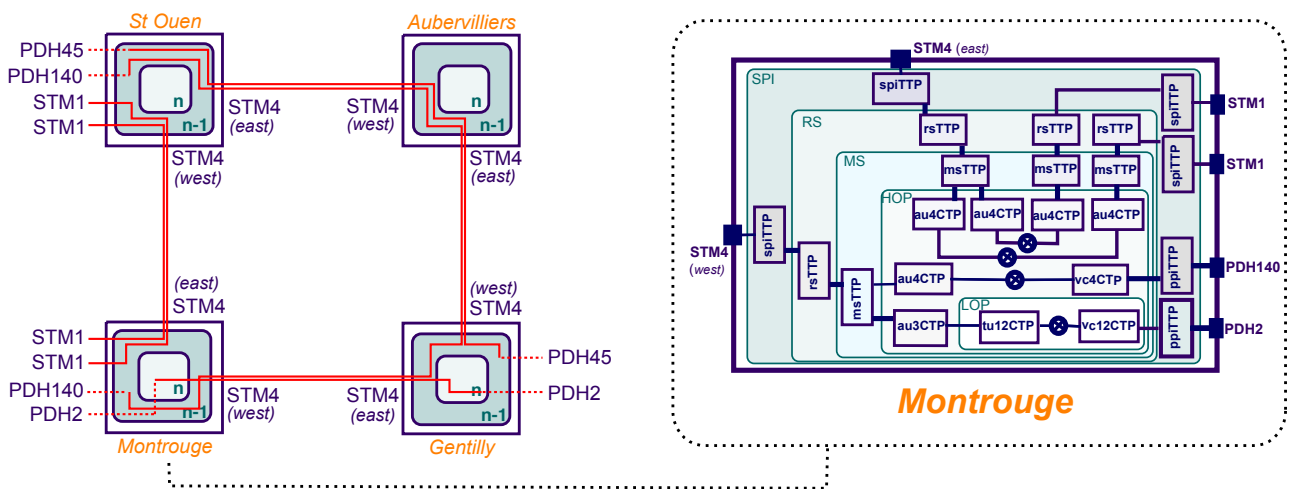 St Ouen
Aubervilliers
PDH45
PDH140
STM1
STM1
n
n-1
STM4
(east)
STM4
(west)
STM4
(west)
n
n-1
STM4
(east)
(east)
STM4
(west)
STM4
STM1
STM1
PDH140
PDH2
n
n-1
STM4
(west)
STM4
(east)
n
n-1
PDH45
PDH2
Montrouge
Gentilly
STM4 (east)
SPI
spiTTP
spiTTP
STM1
RS
rsTTP
rsTTP
rsTTP
spiTTP
STM1
MS
msTTP
msTTP
msTTP
HOP
au4CTP
au4CTP
au4CTP
au4CTP
STM4
(west)
spiTTP
rsTTP
msTTP
au4CTP
vc4CTP
ppiTTP
PDH140
LOP
au3CTP
tu12CTP
vc12CTP
ppiTTP
PDH2
Montrouge